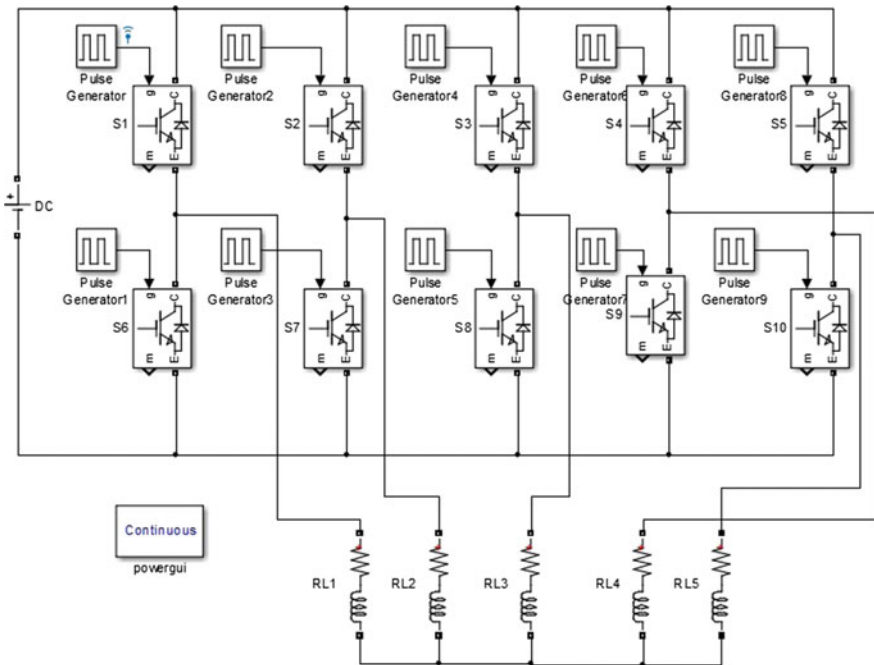 Pulse
Generator
Pulse
Generator2
Pulse
Generator4
Pulse
Generator6
Pulse
Generator8
g
C
S1
m
E
g
C
S2
m
E
g
C
S3
m
E
g
C
S4
m
E
g
C
S5
m
E
+
DC
Pulse
Generator1
Pulse
Generator3
Pulse
Generator5
Pulse
Generator7
Pulse
Generator9
g
C
S6
m
E
g
C
S7
m
E
g
C
S8
m
E
g
C
S9
m
E
g
C
S10
m
E
Continuous
powergui
RL1
RL2
RL3
RL4
RL5